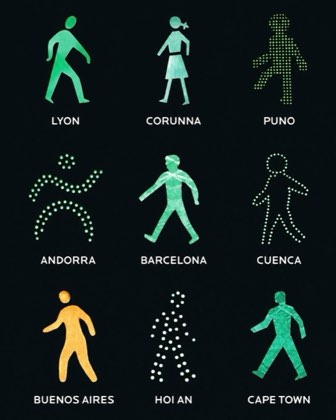 LYON
CORUNNA
PUNO
ANDORRA
BARCELONA
CUENCA
BUENOS AIRES
HOI AN
CAPE TOWN